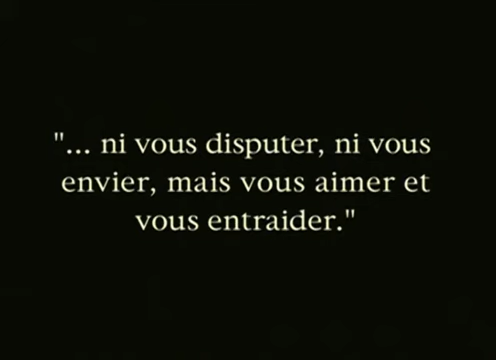 "... ni vous disputer, ni vous
envier, mais vous aimer et
vous entraider."